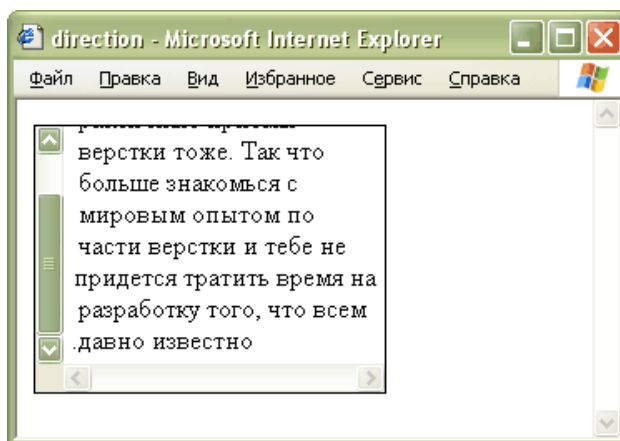 direction - Microsoft Internet Explorer
Файл Правка Вид Избранное Сервис Справка
верстки тоже. Так что
больше знакомься с
мировым опытом по
части верстки и тебе не
придется тратить время на
разработку того, что всем
.давно известно